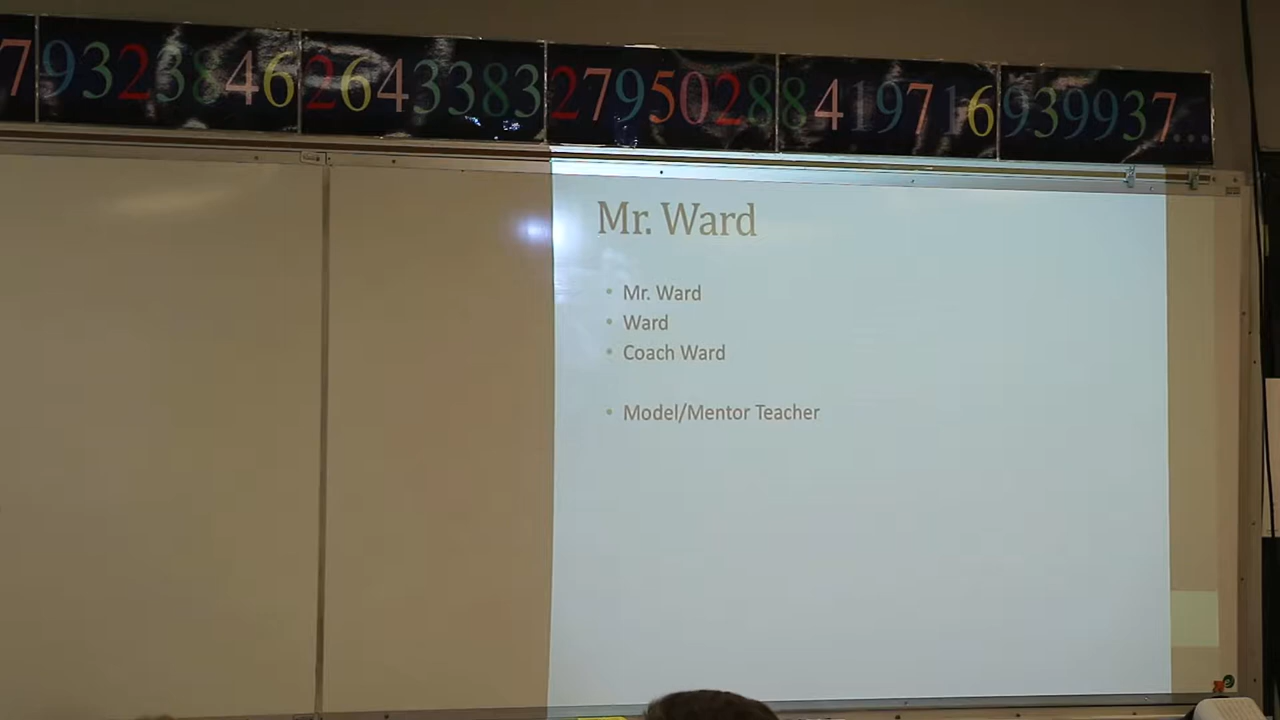 7932384626433832795028841971693993 7...
Mr. Ward
• Mr. Ward
• Ward
• Coach Ward
• Model/Mentor Teacher